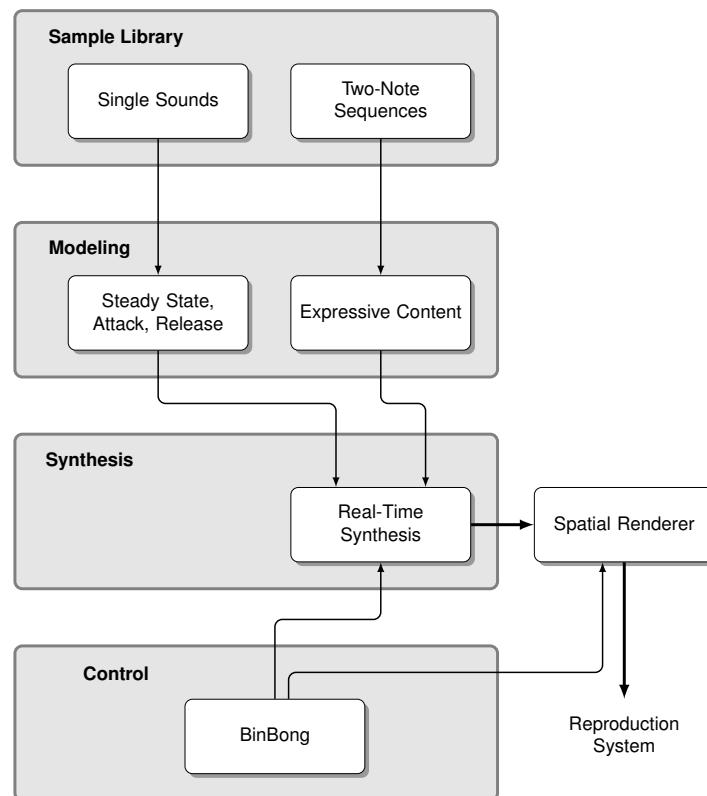 Sample Library
Single Sounds
Two-Note
Sequences
Modeling
Steady State,
Attack, Release
Expressive Content
Synthesis
Real-Time
Synthesis
Spatial Renderer
Control
BinBong
Reproduction
System